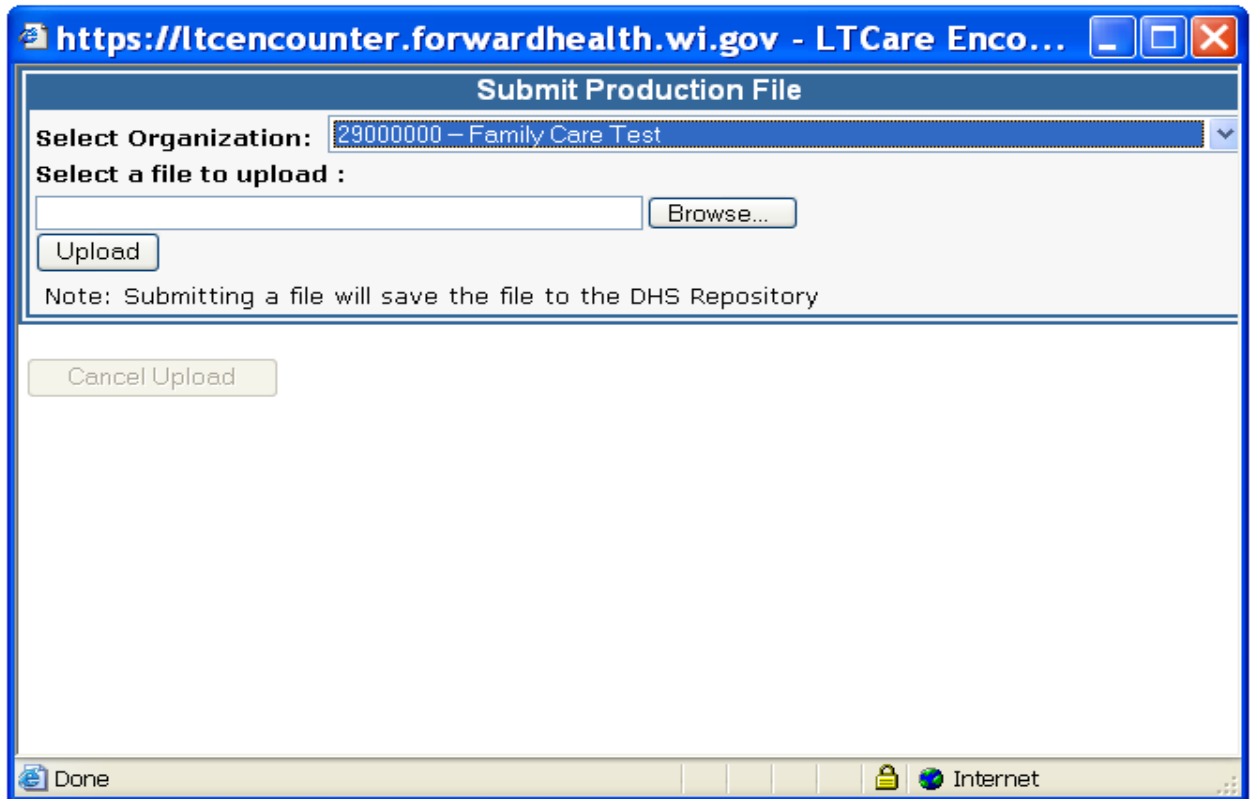 https://ltcencounter.forwardhealth.wi.gov - LTCare Enco...
Submit Production File
Select Organization: 29000000 – Family Care Test
Select a file to upload :
Browse...
Upload
Note: Submitting a file will save the file to the DHS Repository
Cancel Upload
Done Internet